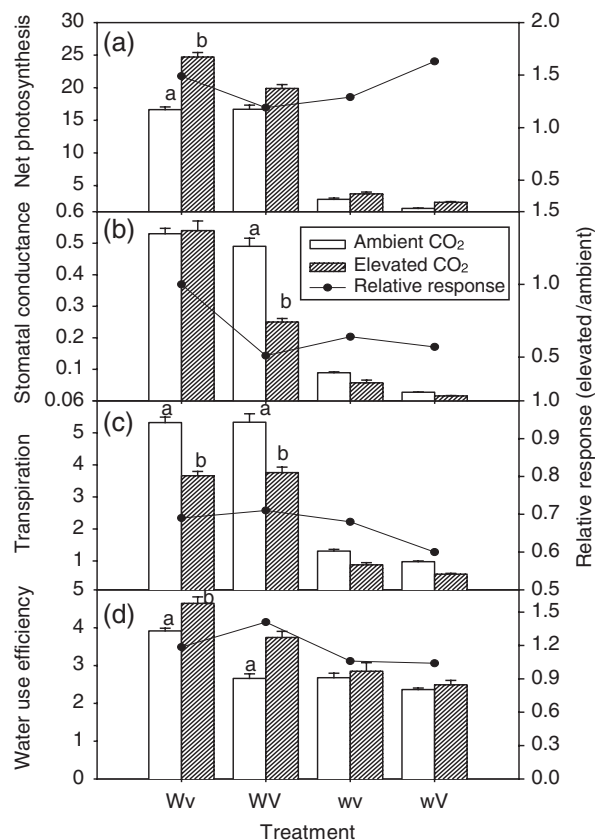 30
25
20
15
10
5
0.6
Net photosynthesis
(a)
a
b
2.0
1.5
1.0
0.5
1.5
0.5
0.4
0.3
0.2
0.1
0.06
Stomatal conductance
(b)
a
b
Ambient CO₂
Elevated CO₂
Relative response
1.0
0.5
1.0
5
4
3
2
1
5
Transpiration
(c)
a
b
a
b
0.9
0.8
0.7
0.6
0.5
4
3
2
1
0
Water use efficiency
(d)
a
b
a
1.5
1.2
0.9
0.6
0.3
0.0
Relative response (elevated /ambient)
Wv WV wv wV
Treatment